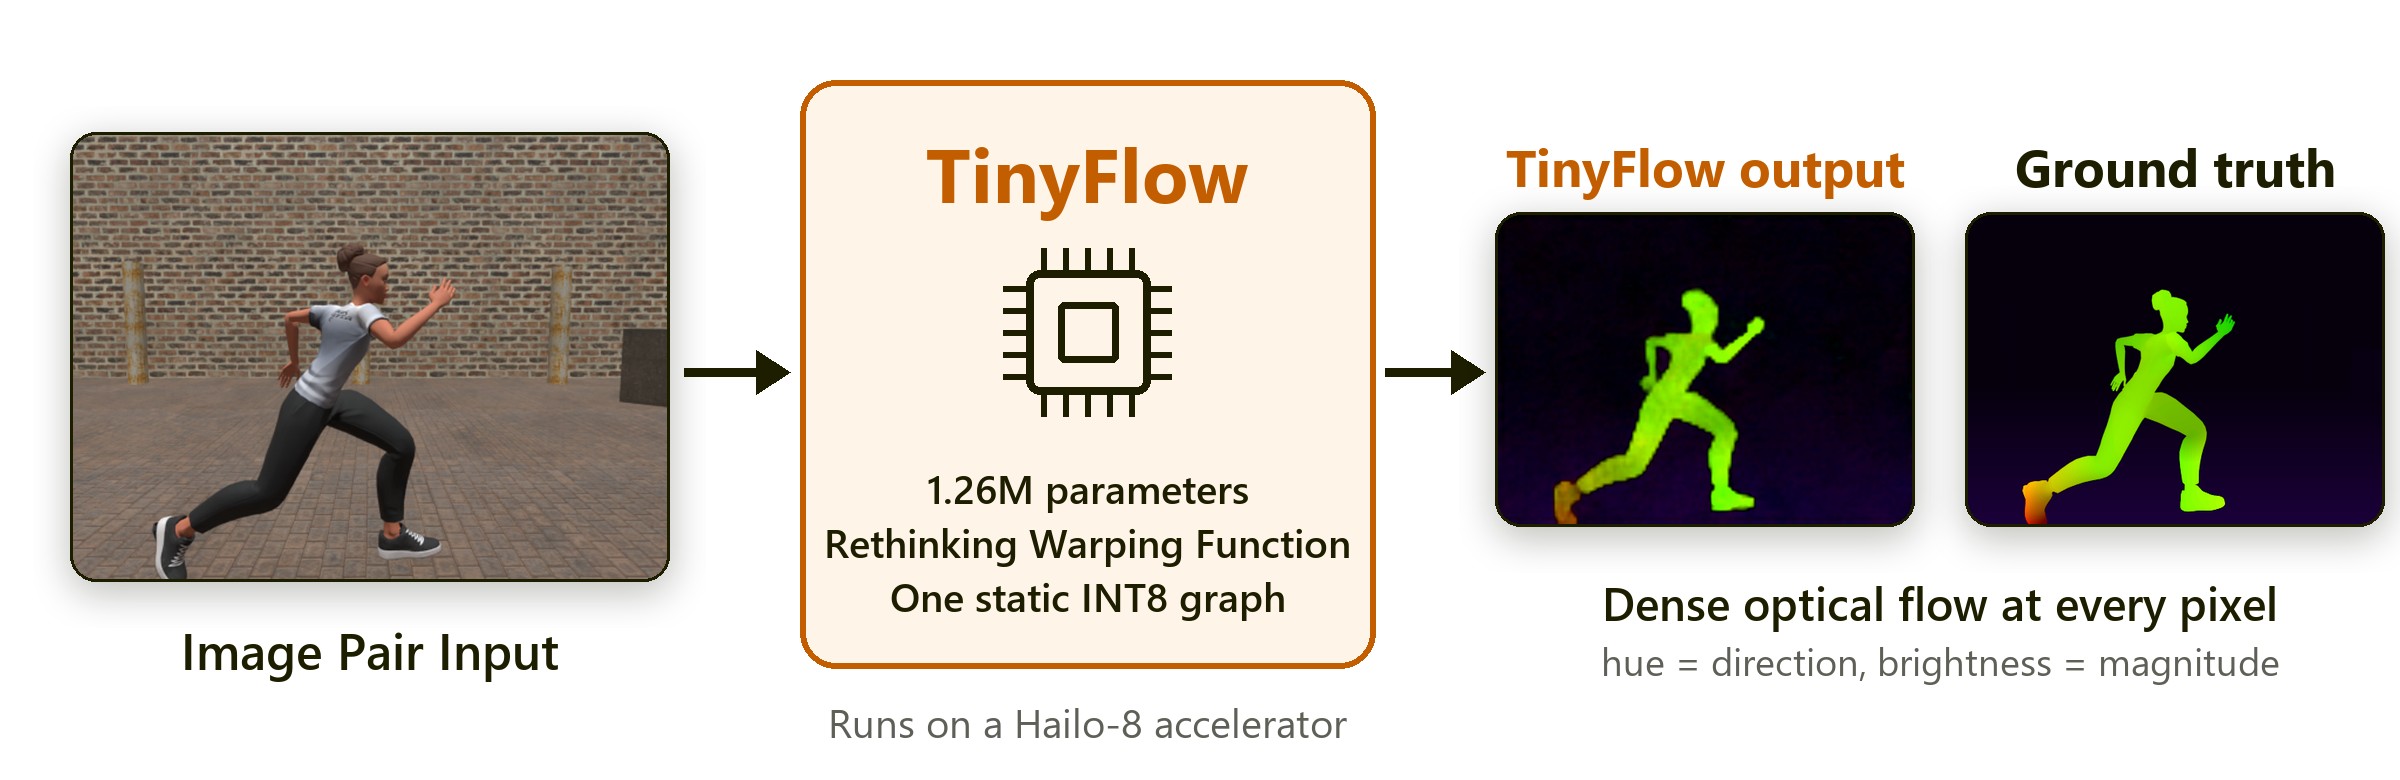 Image Pair Input
TinyFlow
1.26M parameters
Rethinking Warping Function
One static INT8 graph
Runs on a Hailo-8 accelerator
TinyFlow output
Ground truth
Dense optical flow at every pixel
hue = direction, brightness = magnitude